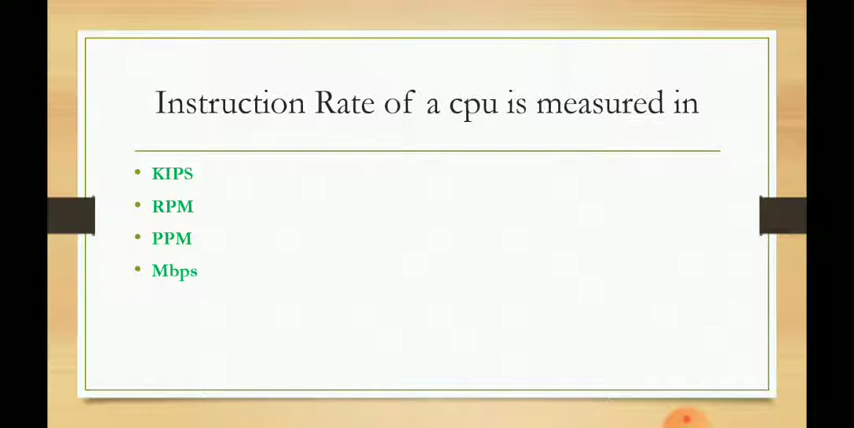 Instruction Rate of a cpu is measured in
KIPS
RPM
PPM
Mbps